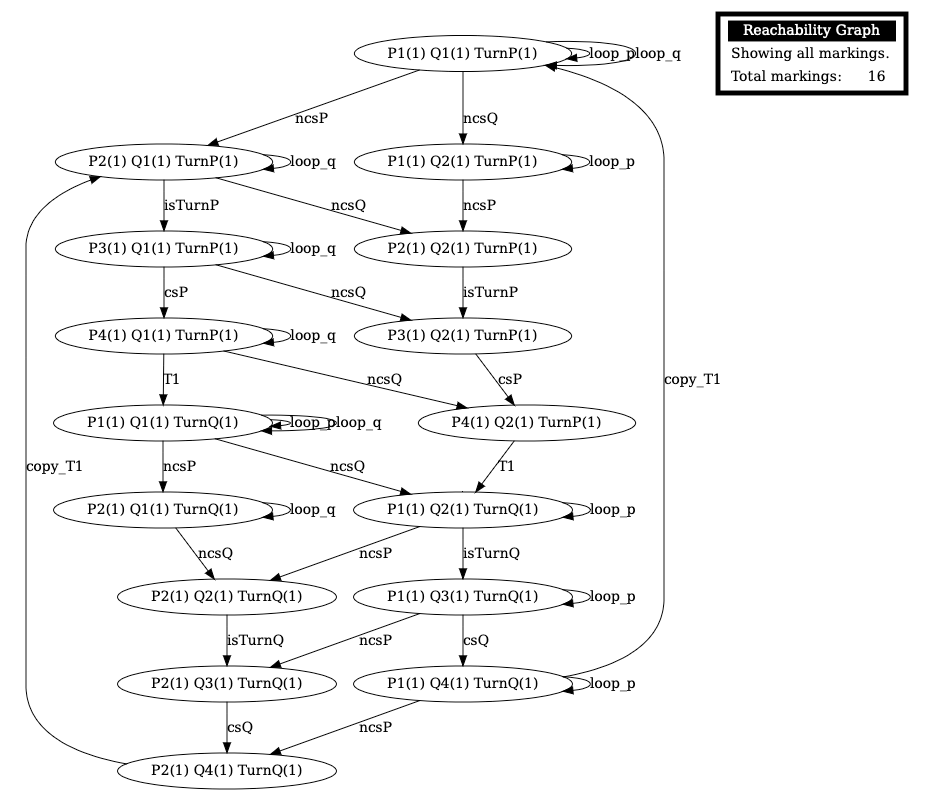 Reachability Graph
Showing all markings.
Total markings: 16
P1(1) Q1(1) TurnP(1)
loop_p
loop_q
ncsP
ncsQ
P2(1) Q1(1) TurnP(1)
loop_q
P1(1) Q2(1) TurnP(1)
loop_p
isTurnP
ncsQ
ncsP
P3(1) Q1(1) TurnP(1)
loop_q
P2(1) Q2(1) TurnP(1)
csP
ncsQ
isTurnP
P4(1) Q1(1) TurnP(1)
loop_q
P3(1) Q2(1) TurnP(1)
T1
ncsQ
csP
copy_T1
P1(1) Q1(1) TurnQ(1)
loop_p
loop_q
P4(1) Q2(1) TurnP(1)
copy_T1
ncsP
ncsQ
T1
P2(1) Q1(1) TurnQ(1)
loop_q
P1(1) Q2(1) TurnQ(1)
loop_p
ncsQ
ncsP
isTurnQ
P2(1) Q2(1) TurnQ(1)
P1(1) Q3(1) TurnQ(1)
loop_p
isTurnQ
ncsP
csQ
P2(1) Q3(1) TurnQ(1)
P1(1) Q4(1) TurnQ(1)
loop_p
csQ
ncsP
P2(1) Q4(1) TurnQ(1)